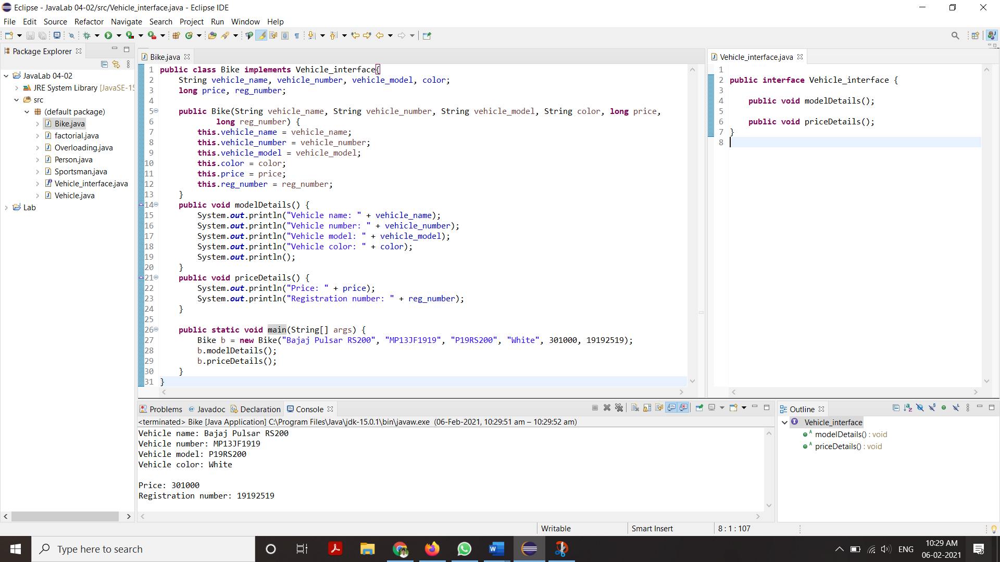 Eclipse - JavaLab 04-02/src/Vehicle_interface.java - Eclipse IDE
File Edit Source Refactor Navigate Search Project Run Window Help
Package Explorer
JavaLab 04-02
JRE System Library [JavaSE-15
src
(default package)
Bike.java
factorial.java
Overloading.java
Person.java
Sportsman.java
Vehicle_interface.java
Vehicle.java
Lab
Bike.java
1 public class Bike implements Vehicle_interface{
2 String vehicle_name, vehicle_number, vehicle_model, color;
3 long price, reg_number;
4
5 public Bike(String vehicle_name, String vehicle_number, String vehicle_model, String color, long price,
6 long reg_number) {
7 this.vehicle_name = vehicle_name;
8 this.vehicle_number = vehicle_number;
9 this.vehicle_model = vehicle_model;
10 this.color = color;
11 this.price = price;
12 this.reg_number = reg_number;
13 }
14 public void modelDetails() {
15 System.out.println("Vehicle name: " + vehicle_name);
16 System.out.println("Vehicle number: " + vehicle_number);
17 System.out.println("Vehicle model: " + vehicle_model);
18 System.out.println("Vehicle color: " + color);
19 System.out.println();
20 }
21 public void priceDetails() {
22 System.out.println("Price: " + price);
23 System.out.println("Registration number: " + reg_number);
24 }
25
26 public static void main(String[] args) {
27 Bike b = new Bike("Bajaj Pulsar RS200", "MP13JF1919", "P19RS200", "White", 301000, 19192519);
28 b.modelDetails();
29 b.priceDetails();
30 }
31 }
Vehicle_interface.java
1
2 public interface Vehicle_interface {
3
4 public void modelDetails();
5
6 public void priceDetails();
7 }
8
Problems @ Javadoc Declaration Console
<terminated> Bike [Java Application] C:\Program Files\Java\jdk-15.0.1\bin\javaw.exe (06-Feb-2021, 10:29:51 am – 10:29:52 am)
Vehicle name: Bajaj Pulsar RS200
Vehicle number: MP13JF1919
Vehicle model: P19RS200
Vehicle color: White
Price: 301000
Registration number: 19192519
Outline
Vehicle_interface
modelDetails() : void
priceDetails() : void
Writable Smart Insert 8 : 1 : 107
Type here to search
ENG
10:29 AM
06-02-2021